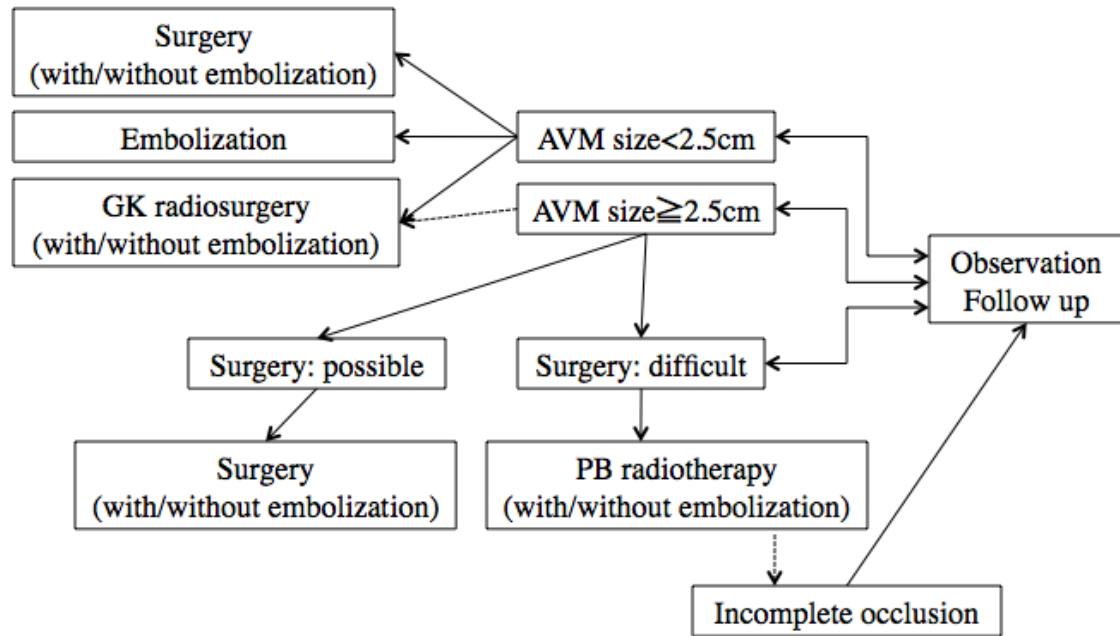 Surgery
(with/without embolization)
Embolization
AVM size<2.5cm
GK radiosurgery
(with/without embolization)
AVM size≧2.5cm
Observation
Follow up
Surgery: possible
Surgery: difficult
Surgery
(with/without embolization)
PB radiotherapy
(with/without embolization)
Incomplete occlusion